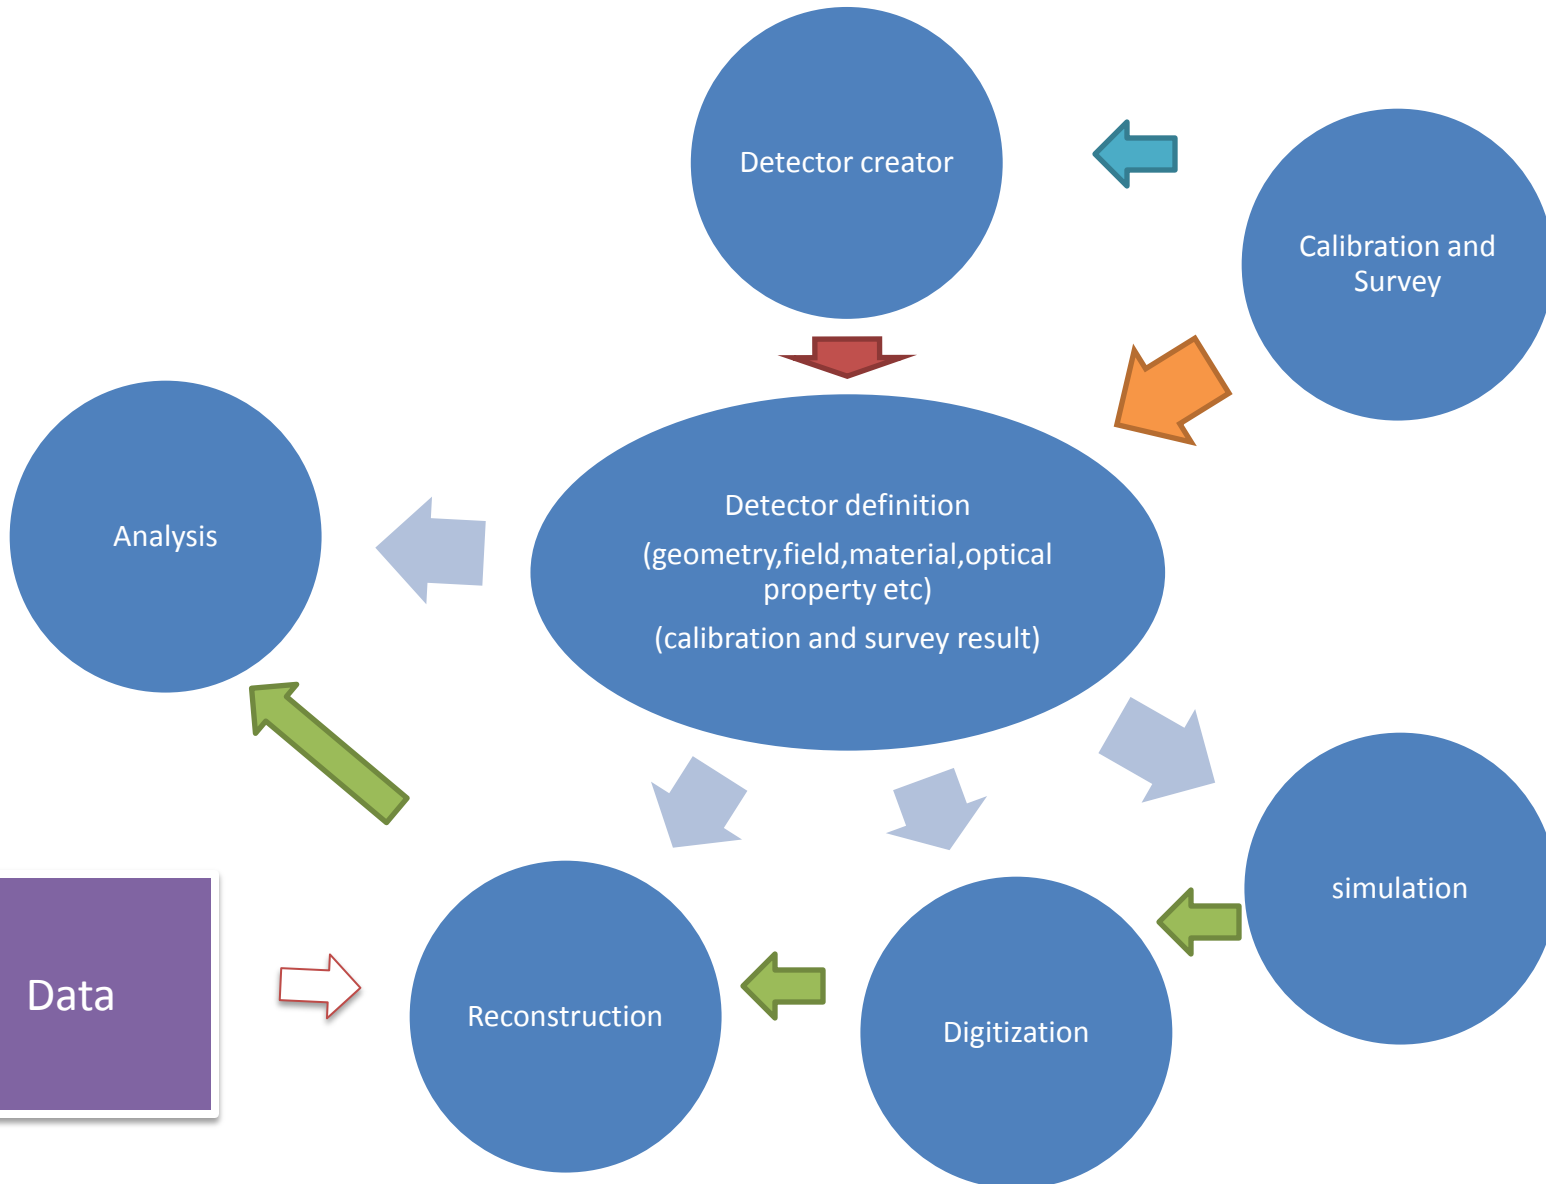 Detector creator
Calibration and
Survey
Analysis
Detector definition
(geometry,field,material,optical
property etc)
(calibration and survey result)
simulation
Data
Reconstruction
Digitization